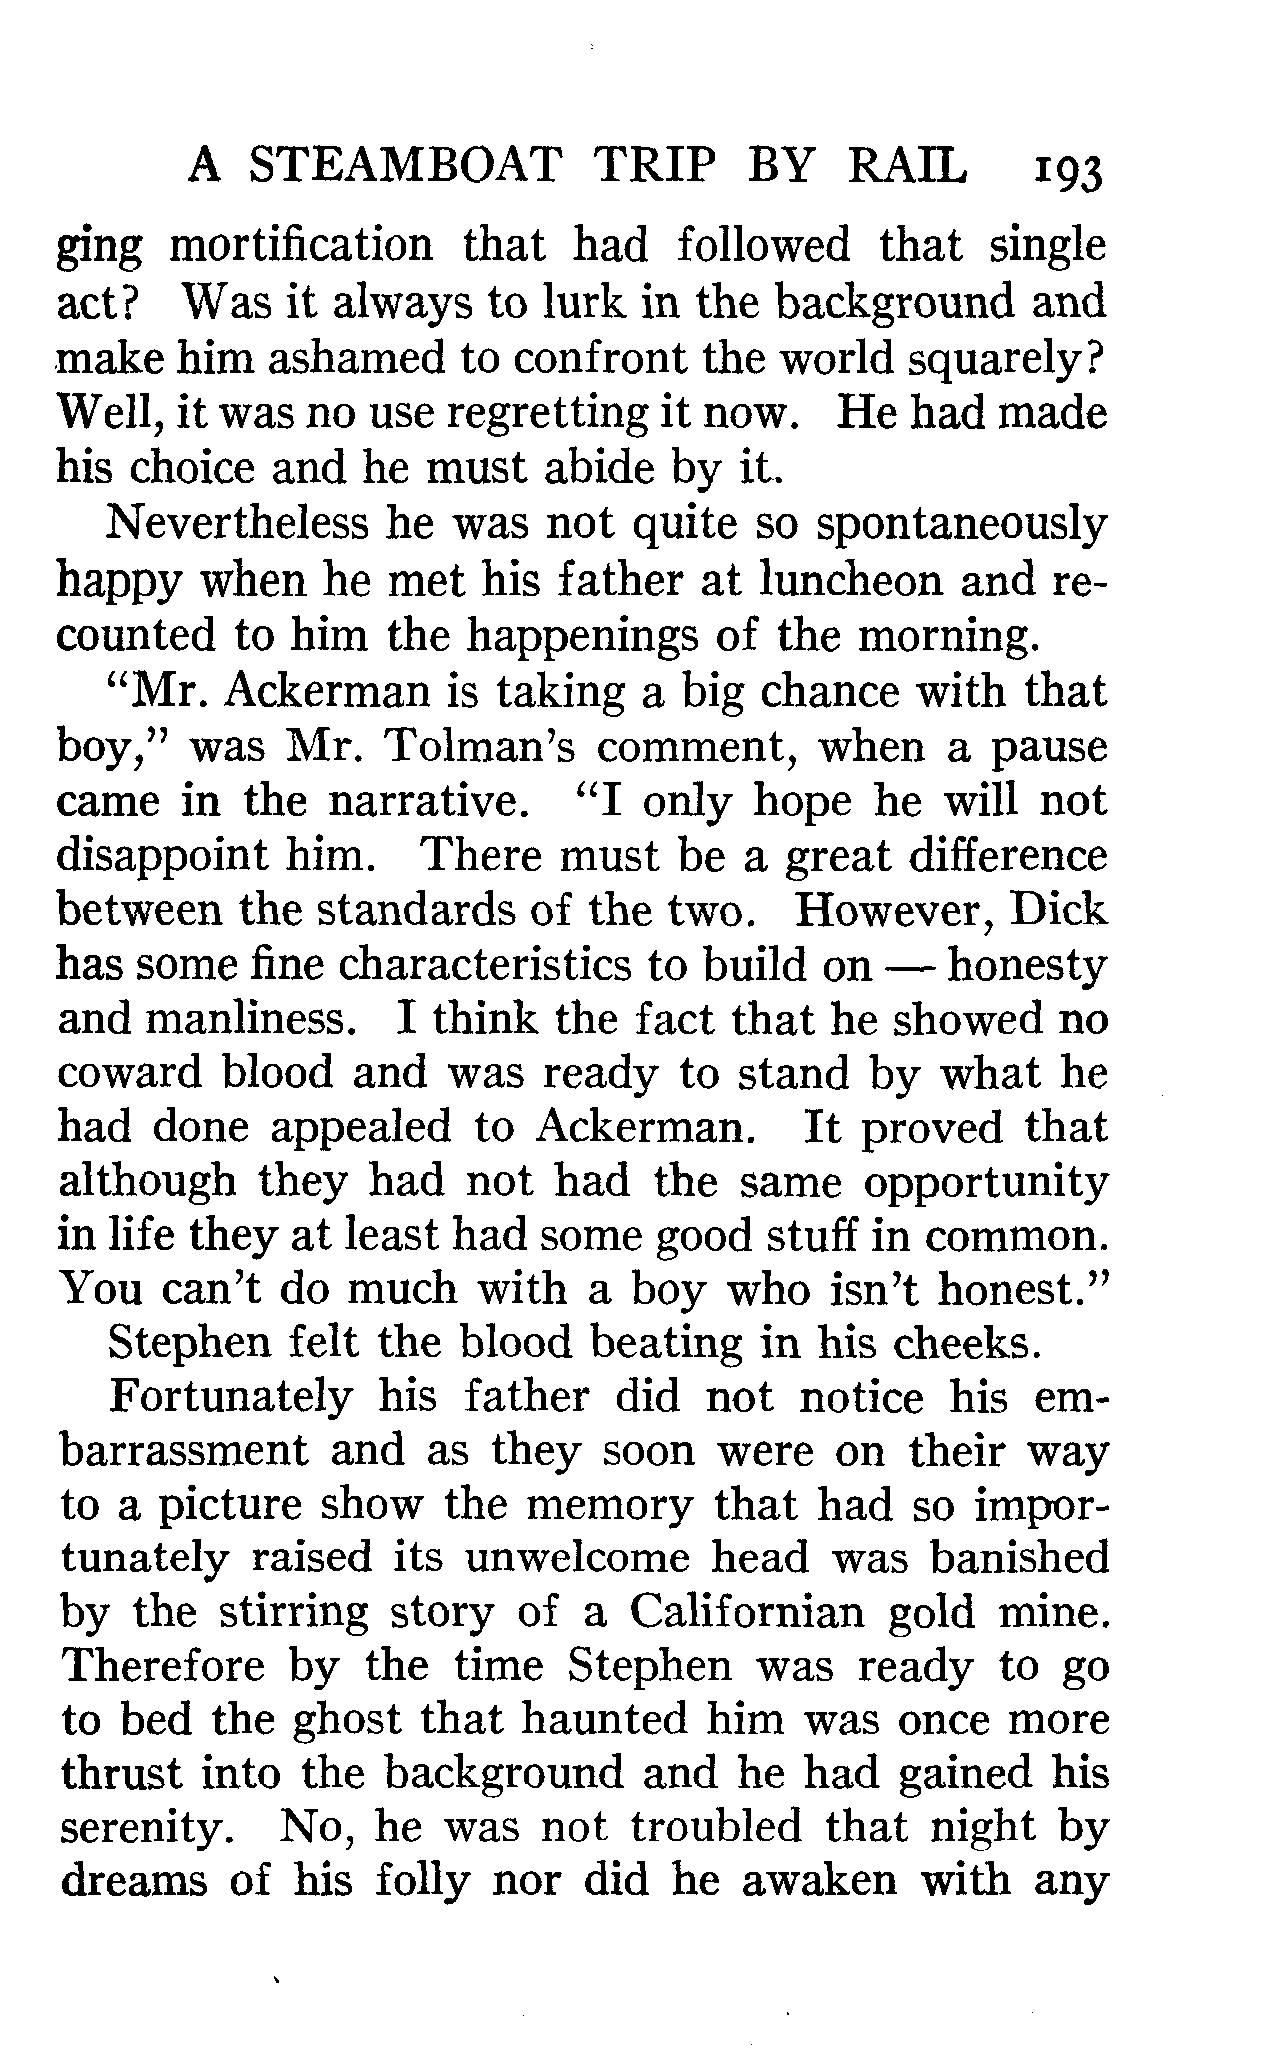 A STEAMBOAT TRIP BY RAIL 193
ging mortification that had followed that single
act? Was it always to lurk in the background and
make him ashamed to confront the world squarely?
Well, it was no use regretting it now. He had made
his choice and he must abide by it.
Nevertheless he was not quite so spontaneously
happy when he met his father at luncheon and re-
counted to him the happenings of the morning.
"Mr. Ackerman is taking a big chance with that
boy," was Mr. Tolman's comment, when a pause
came in the narrative. "I only hope he will not
disappoint him. There must be a great difference
between the standards of the two. However, Dick
has some fine characteristics to build on — honesty
and manliness. I think the fact that he showed no
coward blood and was ready to stand by what he
had done appealed to Ackerman. It proved that
although they had not had the same opportunity
in life they at least had some good stuff in common.
You can't do much with a boy who isn't honest."
Stephen felt the blood beating in his cheeks.
Fortunately his father did not notice his em-
barrassment and as they soon were on their way
to a picture show the memory that had so impor-
tunately raised its unwelcome head was banished
by the stirring story of a Californian gold mine.
Therefore by the time Stephen was ready to go
to bed the ghost that haunted him was once more
thrust into the background and he had gained his
serenity. No, he was not troubled that night by
dreams of his folly nor did he awaken with any